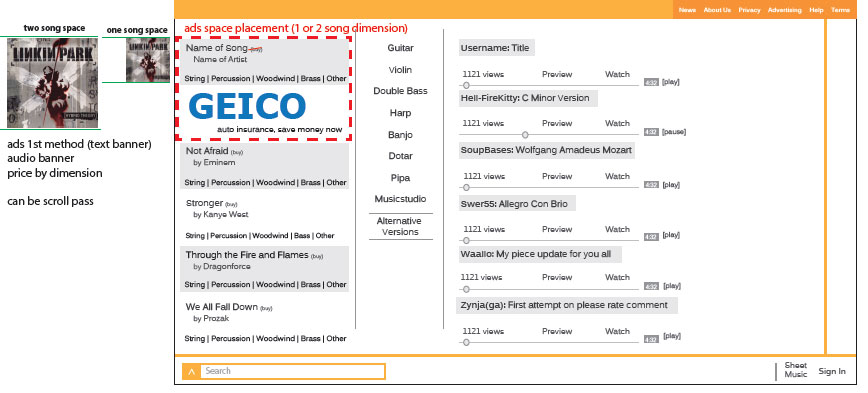 News About Us Privacy Advertising Help Terms
two song space
one song space
LINKIN PARK
HYBRID THEORY
LINKIN PARK
ads 1st method (text banner)
audio banner
price by dimension
can be scroll pass
ads space placement (1 or 2 song dimension)
Name of Song (buy)
Name of Artist
String | Percussion | Woodwind | Brass | Other
GEICO
auto insurance, save money now
Not Afraid (buy)
by Eminem
String | Percussion | Woodwind | Brass | Other
Stronger (buy)
by Kanye West
String | Percussion | Woodwind | Bass | Other
Through the Fire and Flames (buy)
by Dragonforce
String | Percussion | Woodwind | Brass | Other
We All Fall Down (buy)
by Prozak
String | Percussion | Woodwind | Brass | Other
Guitar
Violin
Double Bass
Harp
Banjo
Dotar
Pipa
Musicstudio
Alternative
Versions
Username: Title
1121 views Preview Watch
4:32 [play]
Hell-FireKitty: C Minor Version
1121 views Preview Watch
4:32 [pause]
SoupBases: Wolfgang Amadeus Mozart
1121 views Preview Watch
4:32 [play]
Swer55: Allegro Con Brio
1121 views Preview Watch
4:32 [play]
Waallo: My piece update for you all
1121 views Preview Watch
4:32 [play]
Zynja(ga): First attempt on please rate comment
1121 views Preview Watch
4:32 [play]
Search
Sheet
Music
Sign In